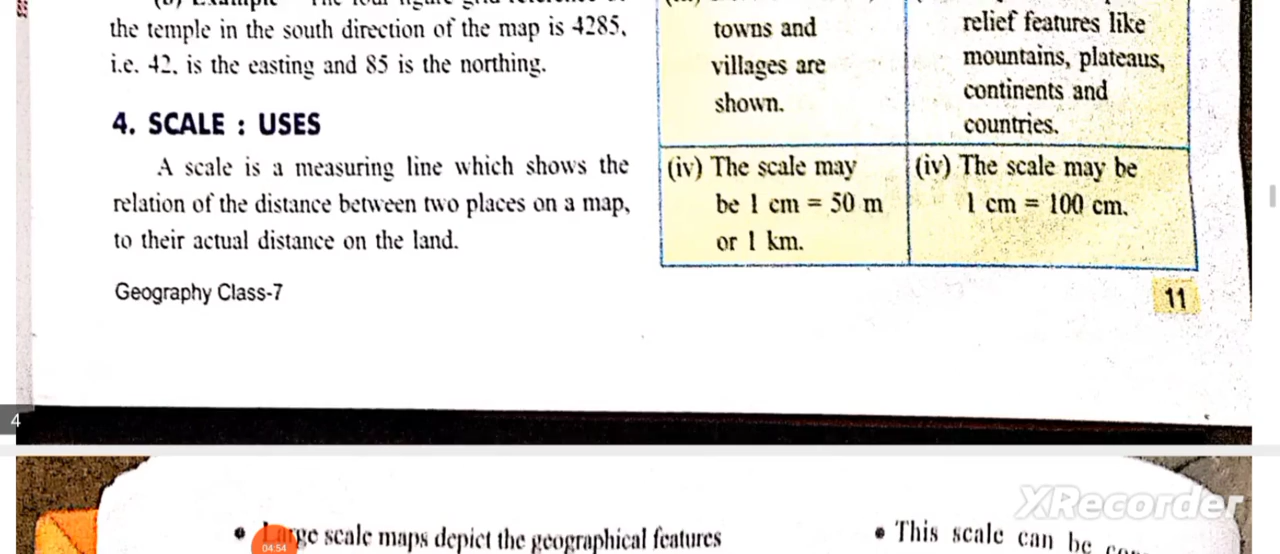 the temple in the south direction of the map is 4285,
i.e. 42, is the easting and 85 is the northing.
4. SCALE : USES
A scale is a measuring line which shows the
relation of the distance between two places on a map,
to their actual distance on the land.
Geography Class-7
towns and
villages are
shown.
relief features like
mountains, plateaus,
continents and
countries.
(iv) The scale may
be 1 cm = 50 m
or 1 km.
(iv) The scale may be
1 cm = 100 cm.
11
4
XRecorder
• Large scale maps depict the geographical features
04:54
• This scale can be